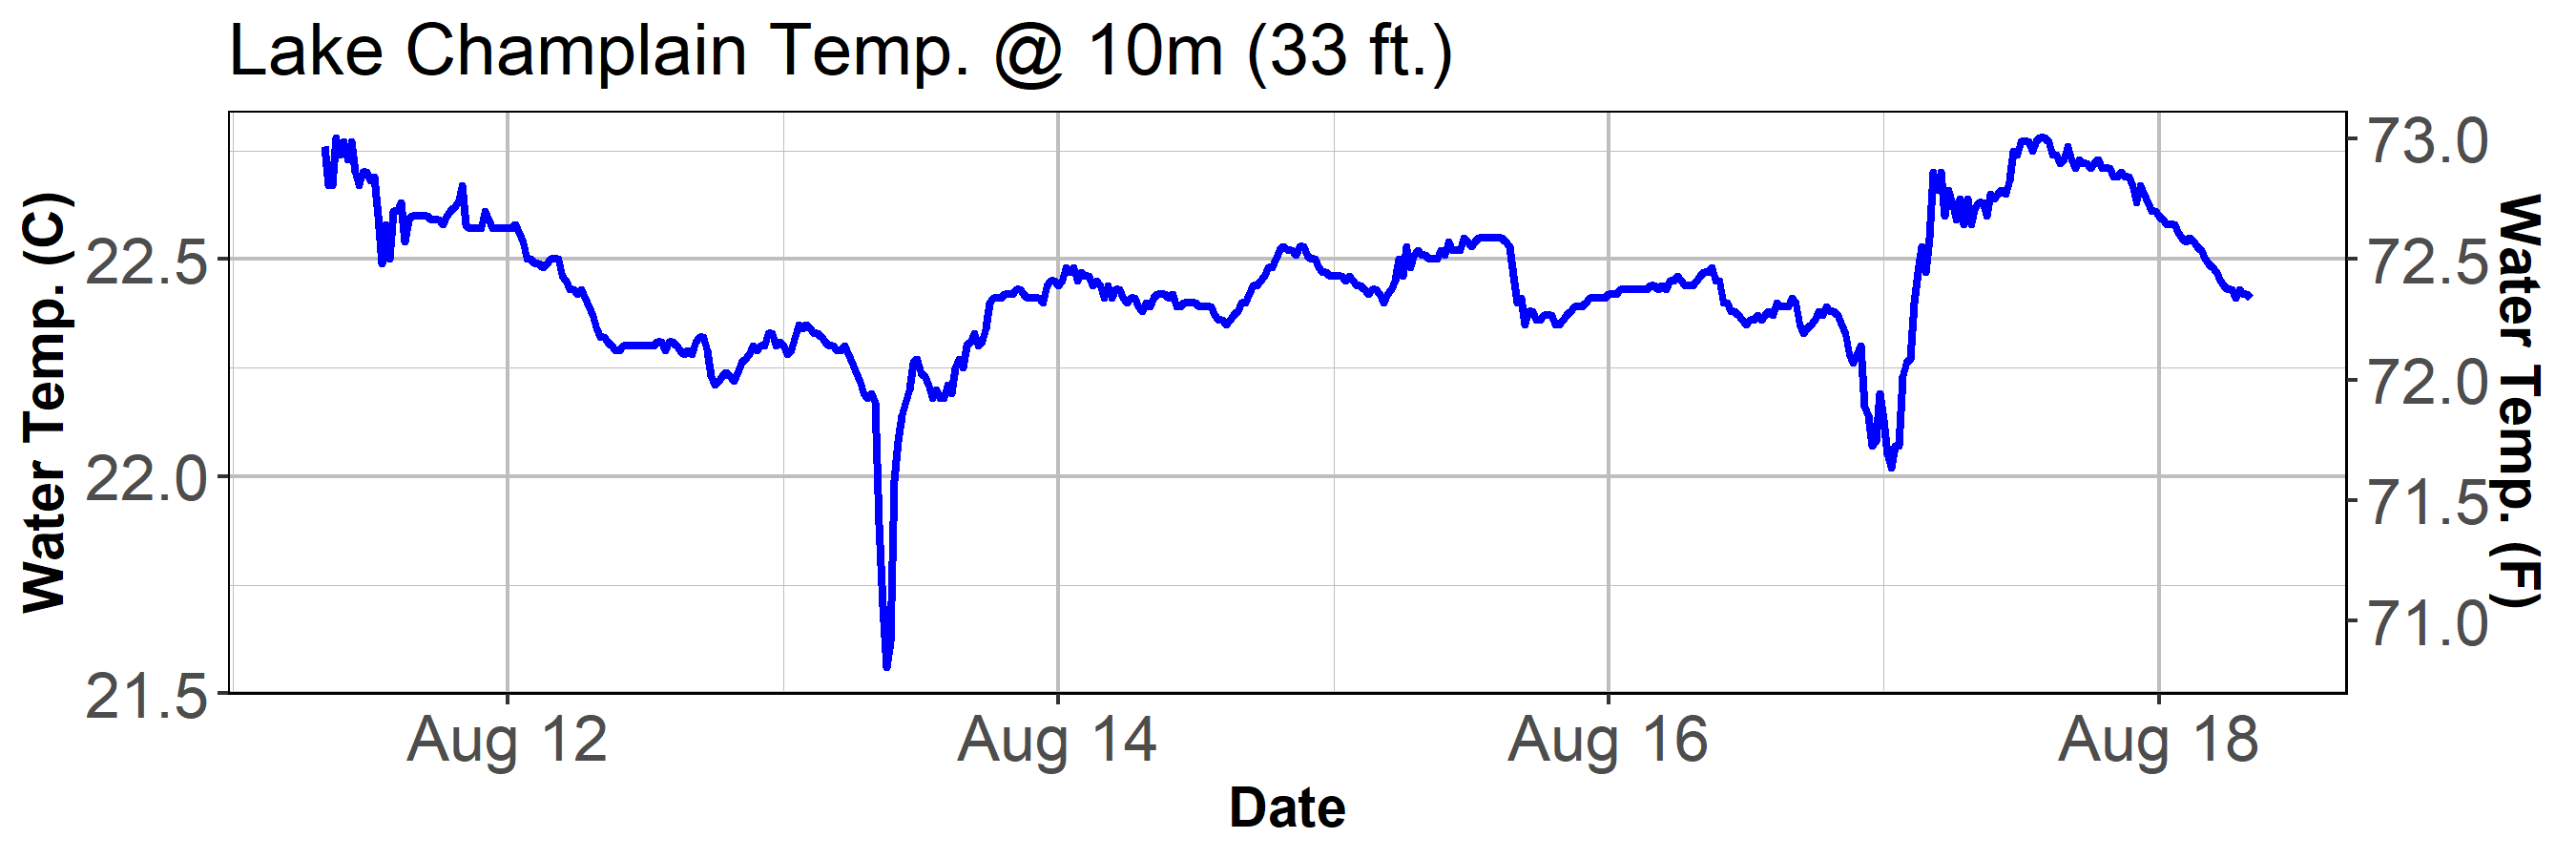 Lake Champlain Temp. @ 10m (33 ft.)
Water Temp. (C)
22.5
22.0
21.5
73.0
72.5
72.0
71.5
71.0
Water Temp. (F)
Aug 12
Aug 14
Aug 16
Aug 18
Date